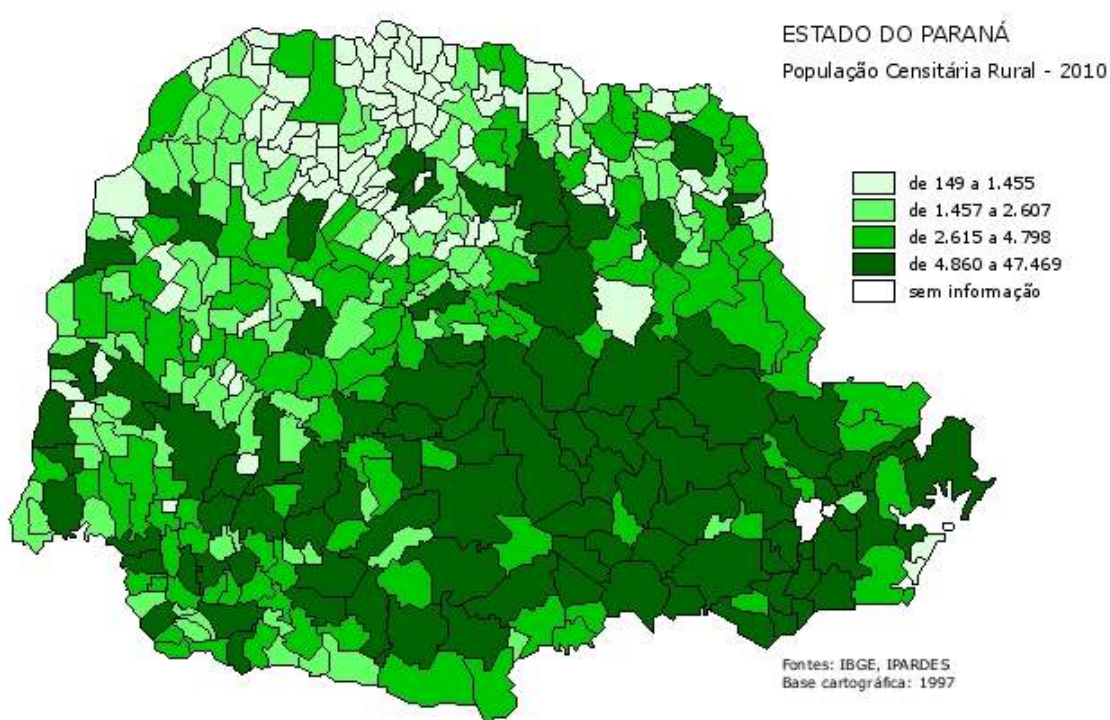 ESTADO DO PARANÁ
População Censitária Rural - 2010
de 149 a 1.455
de 1.457 a 2.607
de 2.615 a 4.798
de 4.860 a 47.469
sem informação
Fontes: IBGE, IPARDES
Base cartográfica: 1997